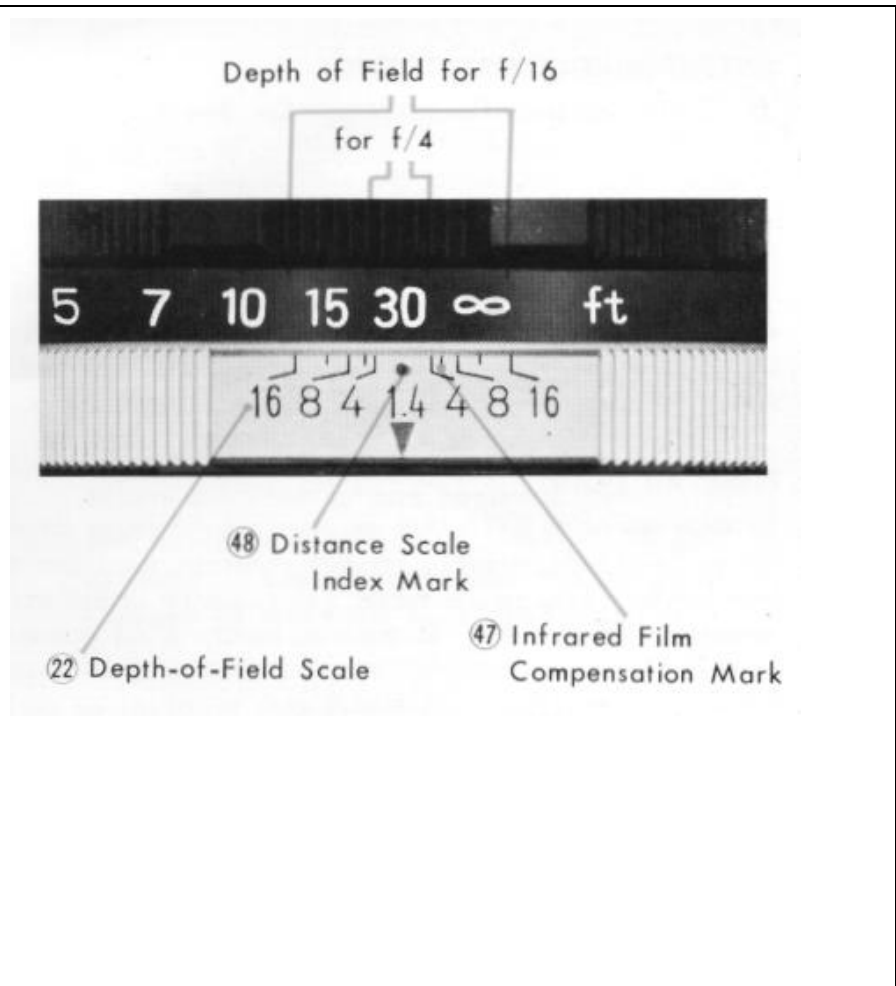 Depth of Field for f/16
for f/4
5 7 10 15 30 ∞ ft
16 8 4 1.4 4 8 16
㊽ Distance Scale
Index Mark
㊼ Infrared Film
Compensation Mark
㉒ Depth-of-Field Scale